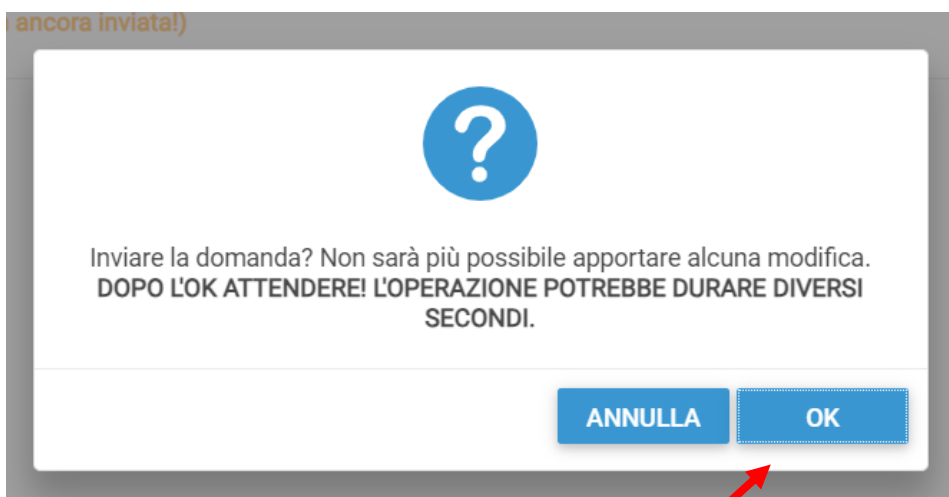 ancora inviata!)
?
Inviare la domanda? Non sarà più possibile apportare alcuna modifica.
DOPO L'OK ATTENDERE! L'OPERAZIONE POTREBBE DURARE DIVERSI
SECONDI.
ANNULLA OK